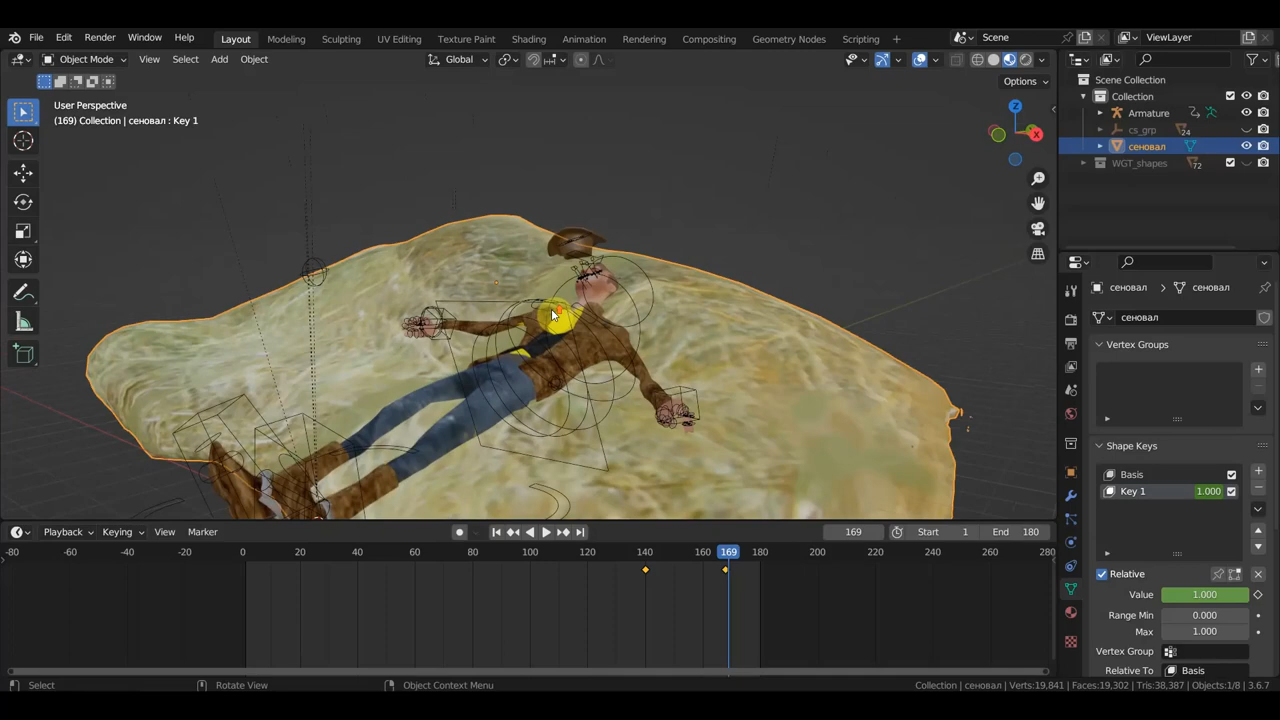 File Edit Render Window Help Layout Modeling Sculpting UV Editing Texture Paint Shading Animation Rendering Compositing Geometry Nodes Scripting + Scene ViewLayer
Object Mode View Select Add Object Global
Options
User Perspective
(169) Collection | сеновал : Key 1
Z
X
Scene Collection
Collection
Armature
cs_grp 24
сеновал
WGT_shapes 72
сеновал > сеновал
сеновал
Vertex Groups
Shape Keys
Basis
Key 1 1.000
Relative
Value 1.000
Range Min 0.000
Max 1.000
Vertex Group
Relative To Basis
Playback Keying View Marker 169 Start 1 End 180
-80 -60 -40 -20 0 20 40 60 80 100 120 140 160 169 180 200 220 240 260 280
Select Rotate View Object Context Menu Collection | сеновал | Verts:19,841 | Faces:19,302 | Tris:38,387 | Objects:1/8 | 3.6.7